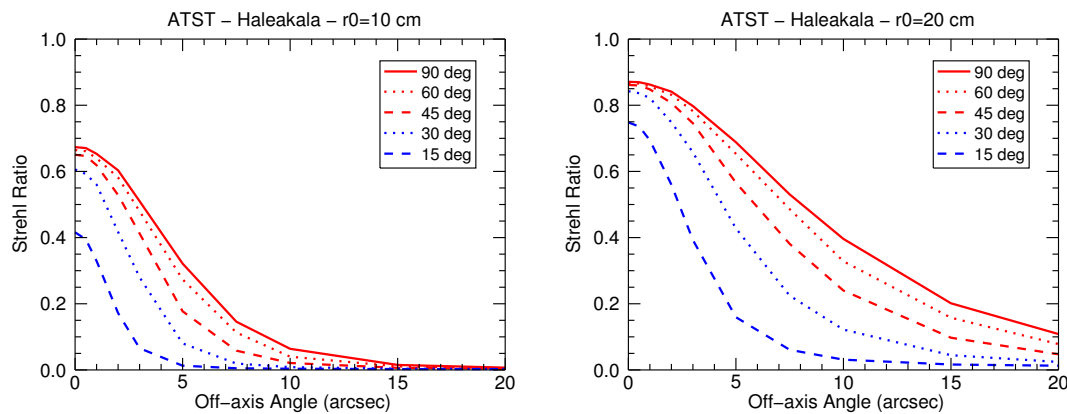 ATST − Haleakala − r0=10 cm
1.0
0.8
0.6
0.4
0.2
0.0
Strehl Ratio
90 deg
60 deg
45 deg
30 deg
15 deg
0
5
10
15
20
Off−axis Angle (arcsec)
ATST − Haleakala − r0=20 cm
1.0
0.8
0.6
0.4
0.2
0.0
Strehl Ratio
90 deg
60 deg
45 deg
30 deg
15 deg
0
5
10
15
20
Off−axis Angle (arcsec)